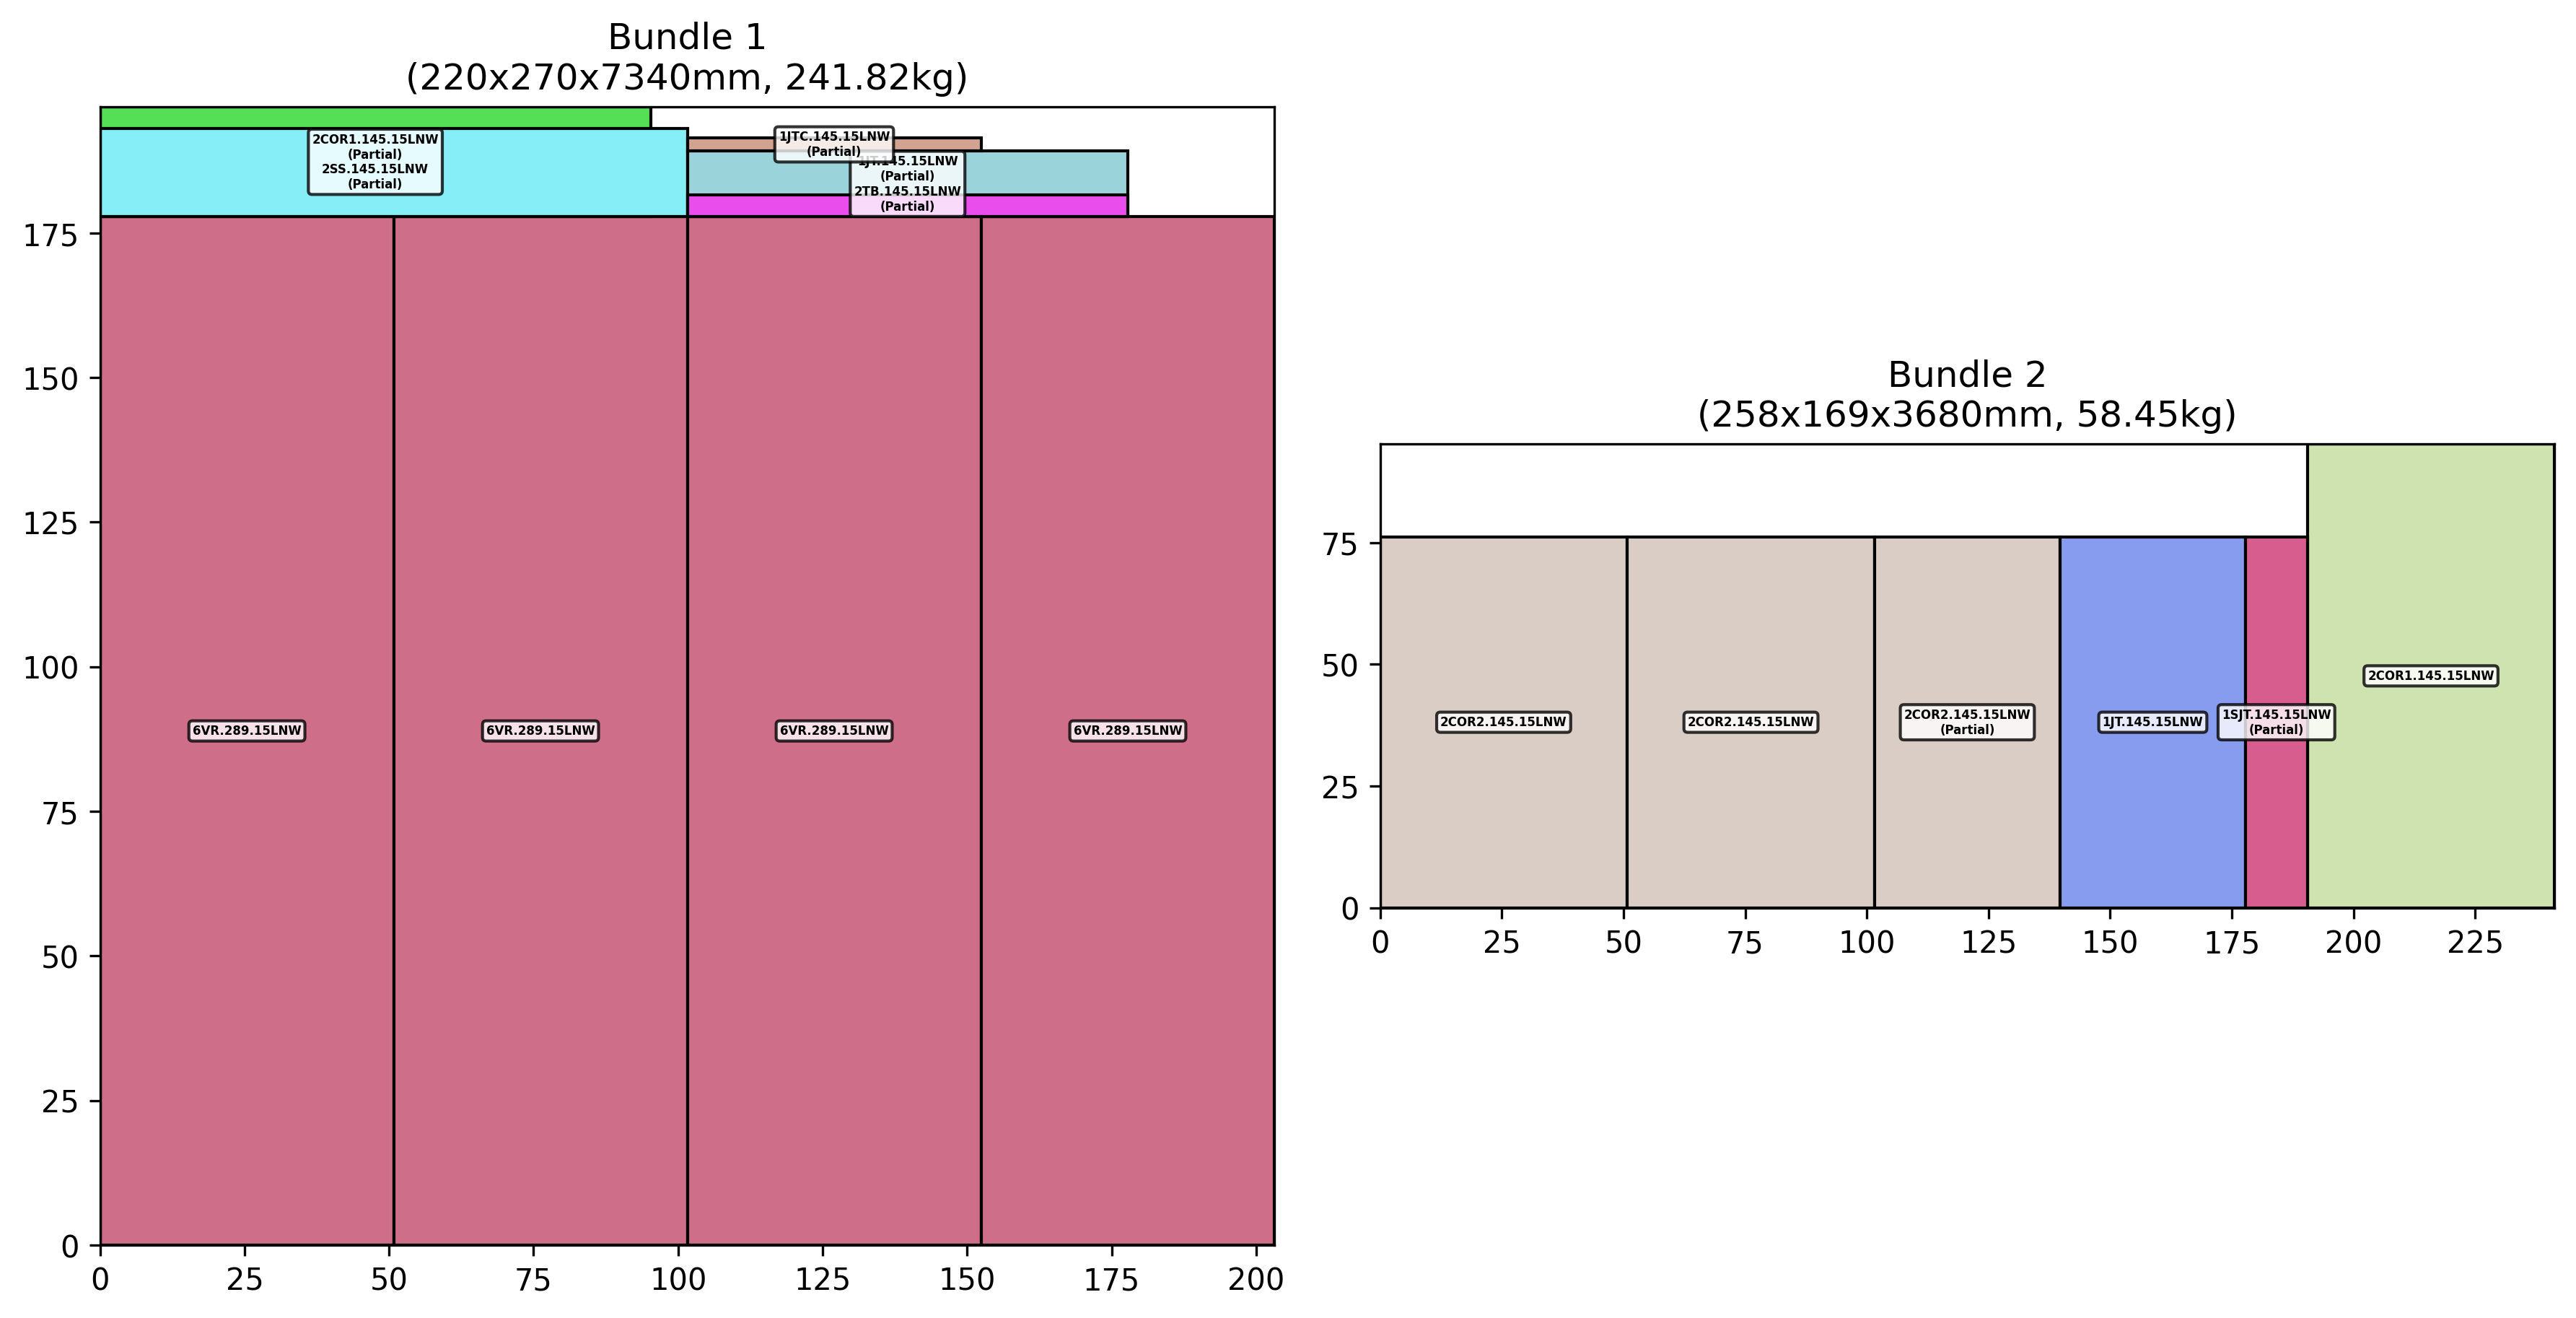 Bundle 1
(220x270x7340mm, 241.82kg)
2COR1.145.15LNW
(Partial)
2SS.145.15LNW
(Partial)
1JTC.145.15LNW
(Partial)
1JT.145.15LNW
(Partial)
2TB.145.15LNW
(Partial)
6VR.289.15LNW
6VR.289.15LNW
6VR.289.15LNW
6VR.289.15LNW
175
150
125
100
75
50
25
0
0 25 50 75 100 125 150 175 200
Bundle 2
(258x169x3680mm, 58.45kg)
2COR2.145.15LNW
2COR2.145.15LNW
2COR2.145.15LNW
(Partial)
1JT.145.15LNW
1SJT.145.15LNW
(Partial)
2COR1.145.15LNW
75
50
25
0
0 25 50 75 100 125 150 175 200 225